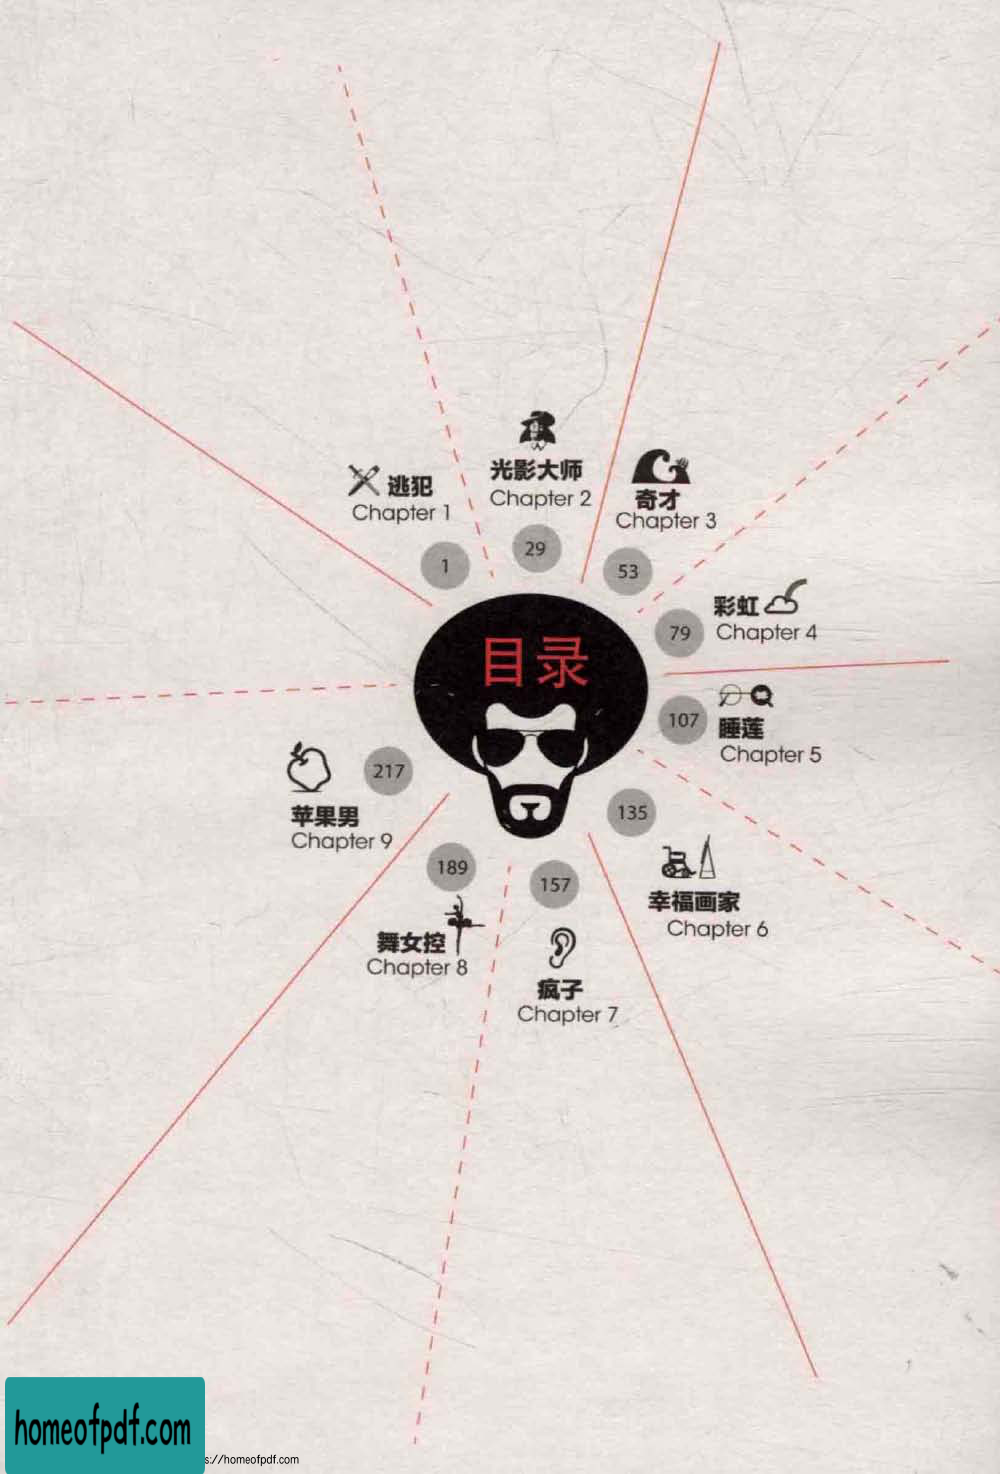 目录
逃犯
Chapter 1
1
光影大师
Chapter 2
29
奇才
Chapter 3
53
彩虹
Chapter 4
79
睡莲
Chapter 5
107
幸福画家
Chapter 6
135
疯子
Chapter 7
157
舞女控
Chapter 8
189
苹果男
Chapter 9
217
homeofpdf.com
s://homeofpdf.com